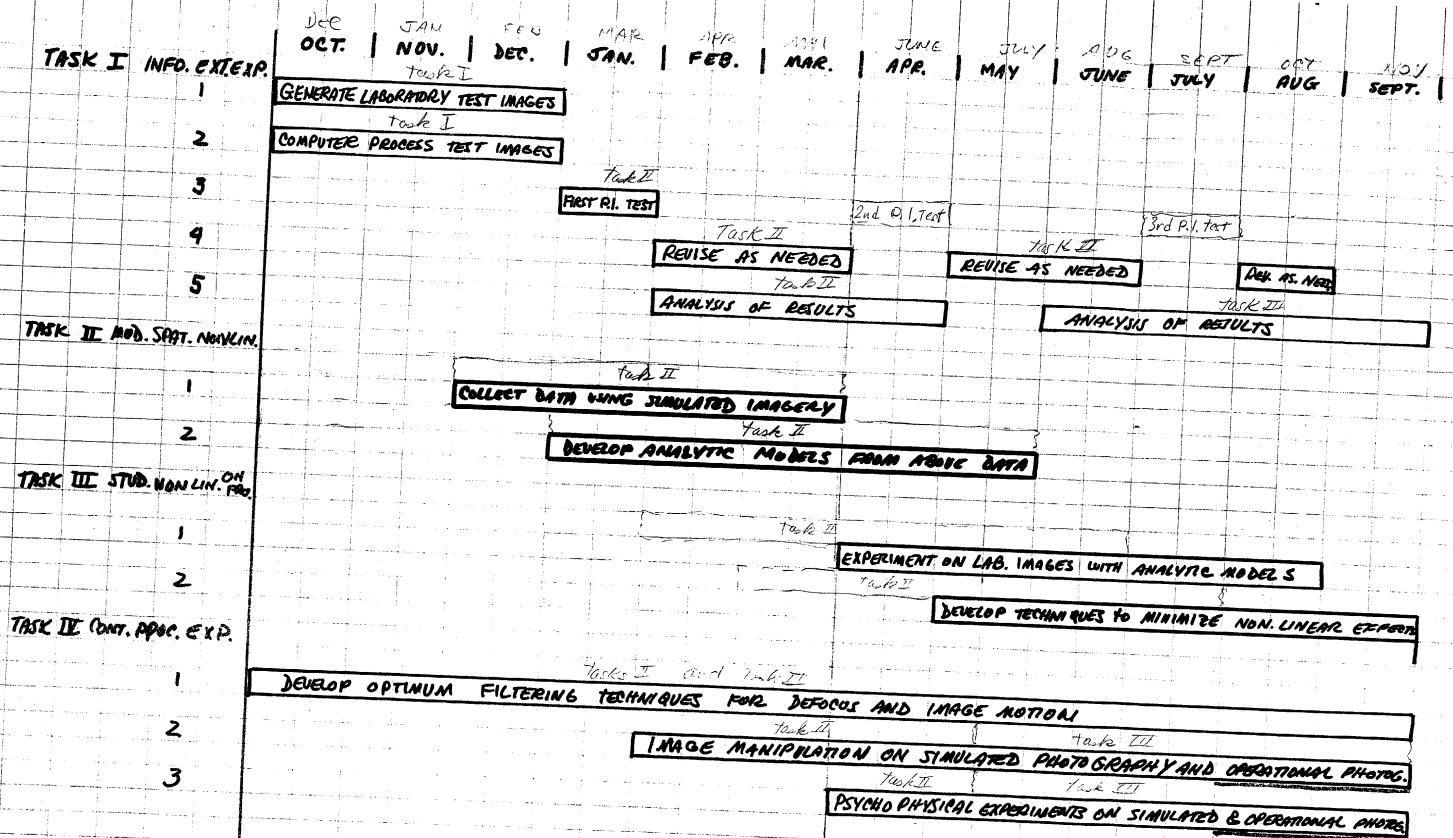 Dec JAN FEB MAR APR MAY JUNE JULY AUG SEPT OCT NOV
OCT. | NOV. | DEC. | JAN. | FEB. | MAR. | APR. | MAY | JUNE | JULY | AUG | SEPT. |
TASK I INFO. EXT. EXP.
task I
1 GENERATE LABORATORY TEST IMAGES
task I
2 COMPUTER PROCESS TEST IMAGES
task II
3 FIRST P.I. TEST
2nd P.I. Test 3rd P.I. test
Task II task III
4 REVISE AS NEEDED REVISE AS NEEDED REV. AS. NEED.
task II task III
5 ANALYSIS OF RESULTS ANALYSIS OF RESULTS
TASK II MOD. SPAT. NONLIN.
task II
1 COLLECT DATA USING SIMULATED IMAGERY
task II
2 DEVELOP ANALYTIC MODELS FROM ABOVE DATA
TASK III STUD. NON LIN. ON PRO.
task II
1 EXPERIMENT ON LAB. IMAGES WITH ANALYTIC MODELS
task II
2 DEVELOP TECHNIQUES to MINIMIZE NON. LINEAR EFFECTS
TASK IV CONT. PROC. EXP.
Tasks II and
1 DEVELOP OPTIMUM FILTERING TECHNIQUES FOR DEFOCUS AND IMAGE MOTION
task II task III
2 IMAGE MANIPULATION ON SIMULATED PHOTOGRAPHY AND OPERATIONAL PHOTOG.
task II task III
3 PSYCHO PHYSICAL EXPERIMENTS ON SIMULATED & OPERATIONAL PHOTOG.